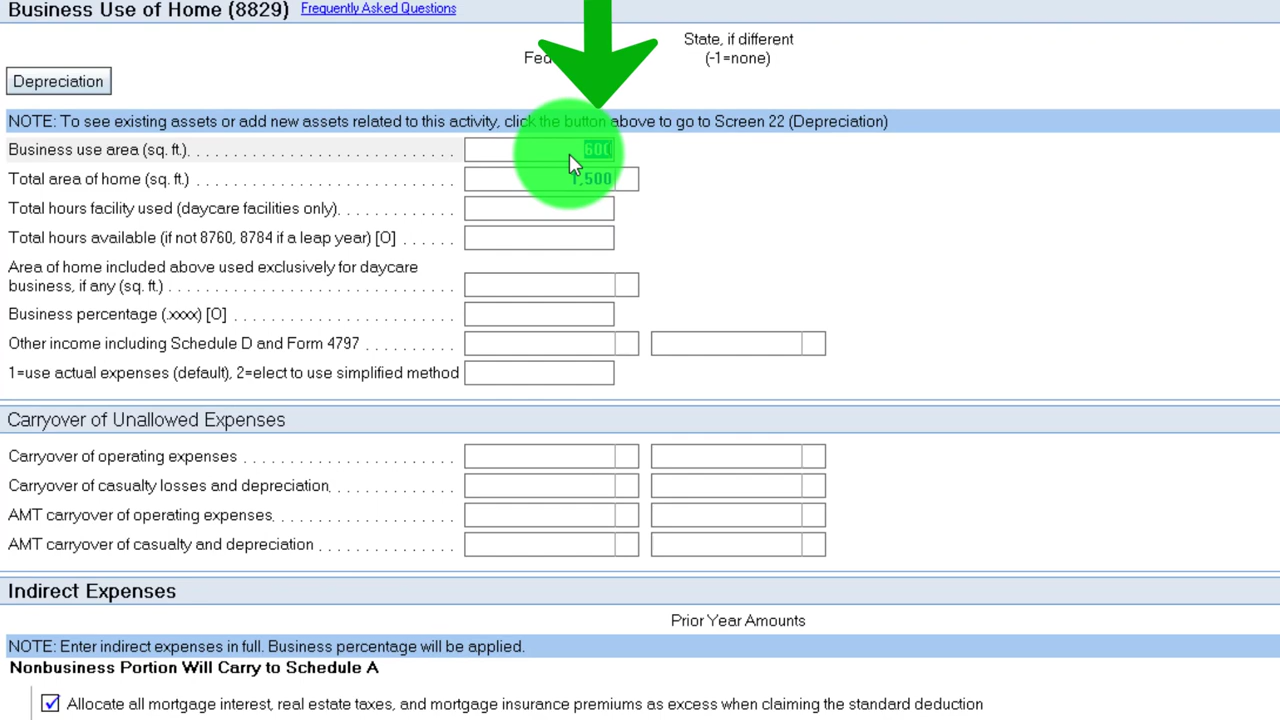 Business Use of Home (8829) Frequently Asked Questions
State, if different
(-1=none)
Depreciation
NOTE: To see existing assets or add new assets related to this activity, click the button above to go to Screen 22 (Depreciation)
Business use area (sq. ft.) 600
Total area of home (sq. ft.) 1,500
Total hours facility used (daycare facilities only)
Total hours available (if not 8760, 8784 if a leap year) [O]
Area of home included above used exclusively for daycare
business, if any (sq. ft.)
Business percentage (.xxxx) [O]
Other income including Schedule D and Form 4797
1=use actual expenses (default), 2=elect to use simplified method
Carryover of Unallowed Expenses
Carryover of operating expenses
Carryover of casualty losses and depreciation
AMT carryover of operating expenses
AMT carryover of casualty and depreciation
Indirect Expenses
Prior Year Amounts
NOTE: Enter indirect expenses in full. Business percentage will be applied.
Nonbusiness Portion Will Carry to Schedule A
Allocate all mortgage interest, real estate taxes, and mortgage insurance premiums as excess when claiming the standard deduction